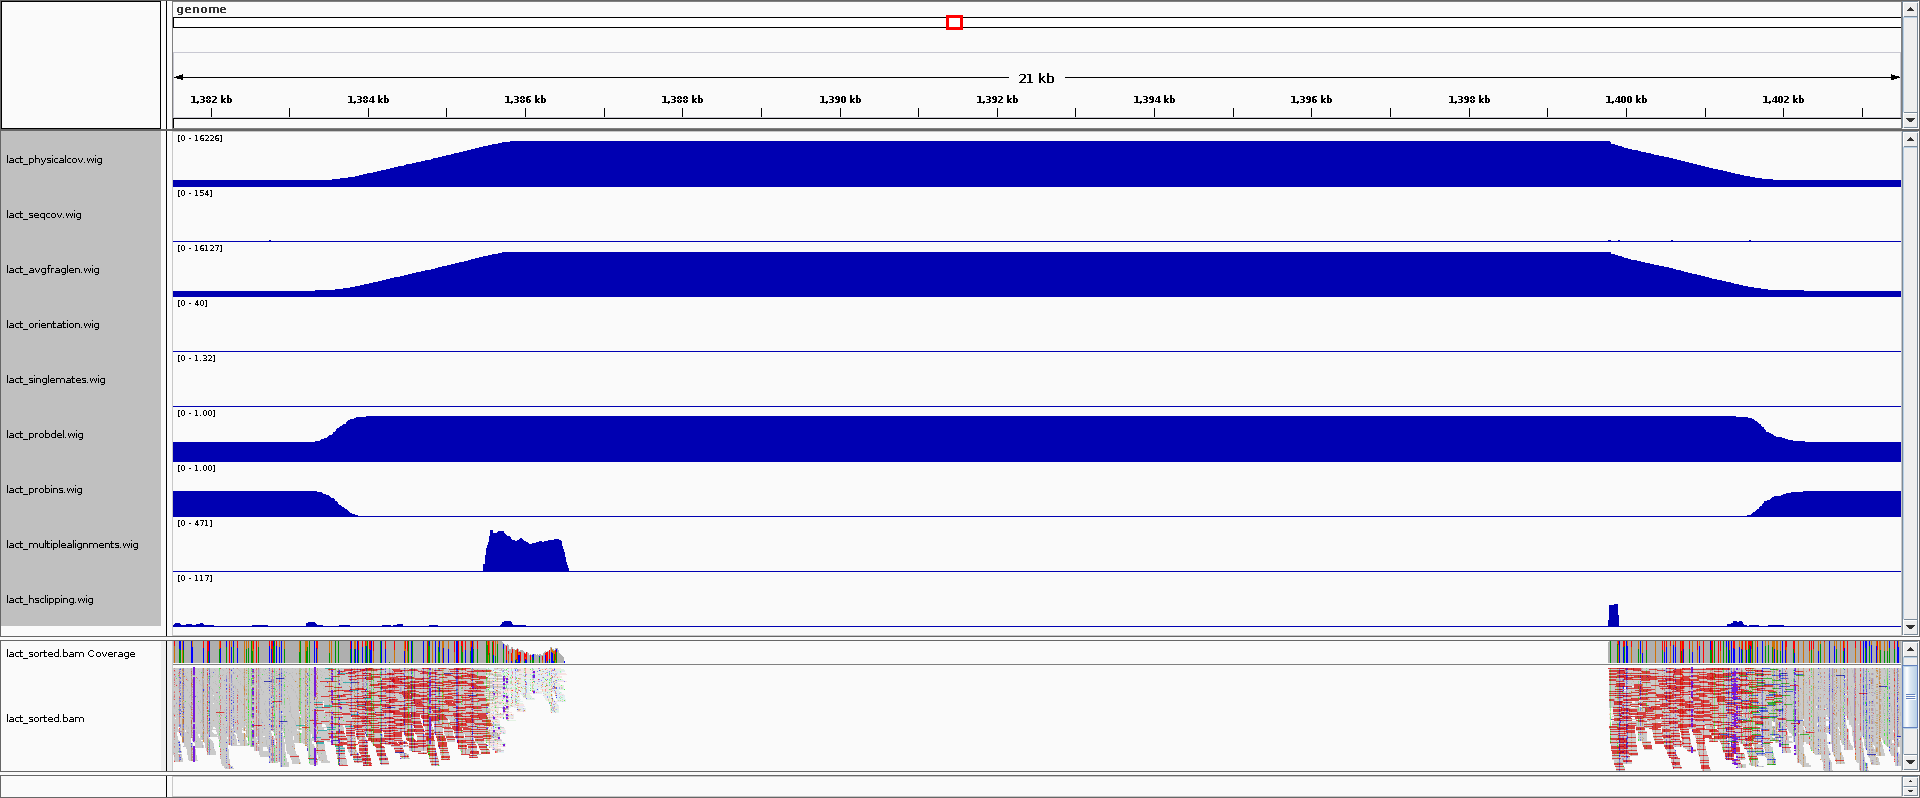 genome
21 kb
1,382 kb 1,384 kb 1,386 kb 1,388 kb 1,390 kb 1,392 kb 1,394 kb 1,396 kb 1,398 kb 1,400 kb 1,402 kb
[0 - 16226]
lact_physicalcov.wig
[0 - 154]
lact_seqcov.wig
[0 - 16127]
lact_avgfraglen.wig
[0 - 40]
lact_orientation.wig
[0 - 1.32]
lact_singlemates.wig
[0 - 1.00]
lact_probdel.wig
[0 - 1.00]
lact_probins.wig
[0 - 471]
lact_multiplealignments.wig
[0 - 117]
lact_hsclipping.wig
lact_sorted.bam Coverage
lact_sorted.bam